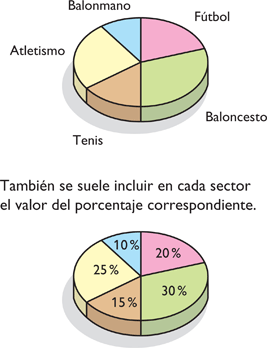 Balonmano
Fútbol
Atletismo
Baloncesto
Tenis
También se suele incluir en cada sector
el valor del porcentaje correspondiente.
10 %
20 %
25 %
30 %
15 %